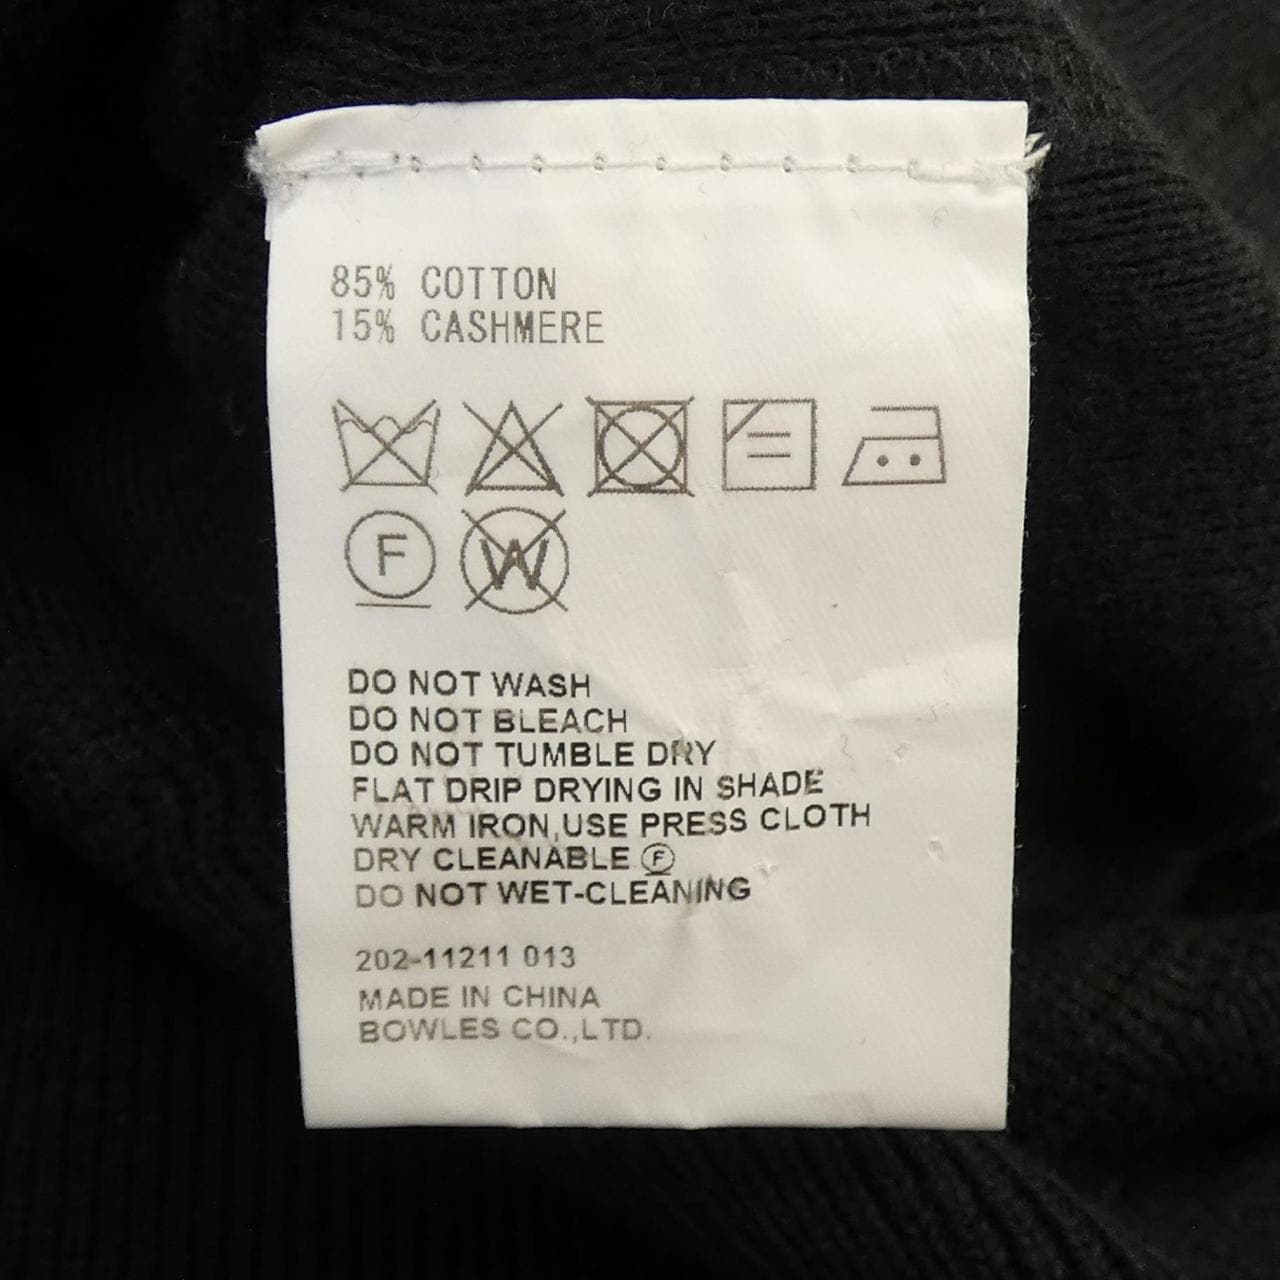 85% COTTON
15% CASHMERE
F W
DO NOT WASH
DO NOT BLEACH
DO NOT TUMBLE DRY
FLAT DRIP DRYING IN SHADE
WARM IRON,USE PRESS CLOTH
DRY CLEANABLE Ⓕ
DO NOT WET-CLEANING
202-11211 013
MADE IN CHINA
BOWLES CO.,LTD.